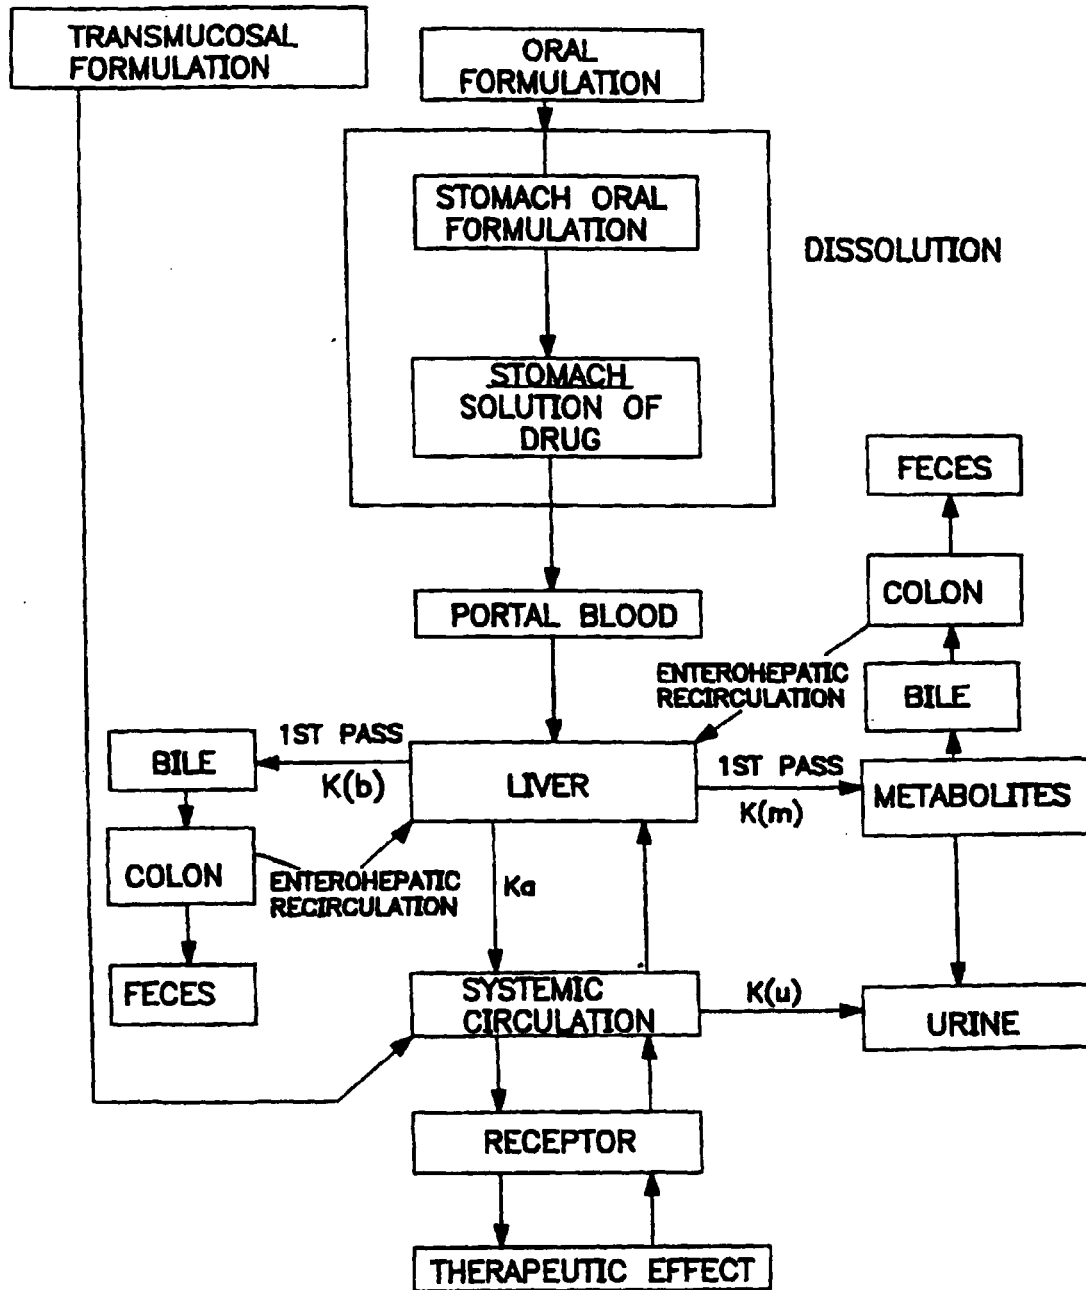 TRANSMUCOSAL
FORMULATION
ORAL
FORMULATION
STOMACH ORAL
FORMULATION
DISSOLUTION
STOMACH
SOLUTION OF
DRUG
FECES
COLON
PORTAL BLOOD
ENTEROHEPATIC
RECIRCULATION
BILE
1ST PASS
BILE
K(b)
LIVER
1ST PASS
K(m)
METABOLITES
COLON
ENTEROHEPATIC
RECIRCULATION
Ka
FECES
SYSTEMIC
CIRCULATION
K(u)
URINE
RECEPTOR
THERAPEUTIC EFFECT